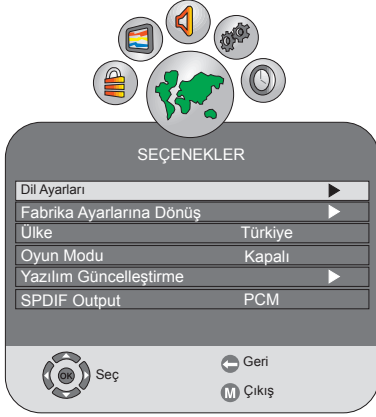 SEÇENEKLER
Dil Ayarları
Fabrika Ayarlarına Dönüş
Ülke Türkiye
Oyun Modu Kapalı
Yazılım Güncelleştirme
SPDIF Output PCM
OK Seç Geri
M Çıkış